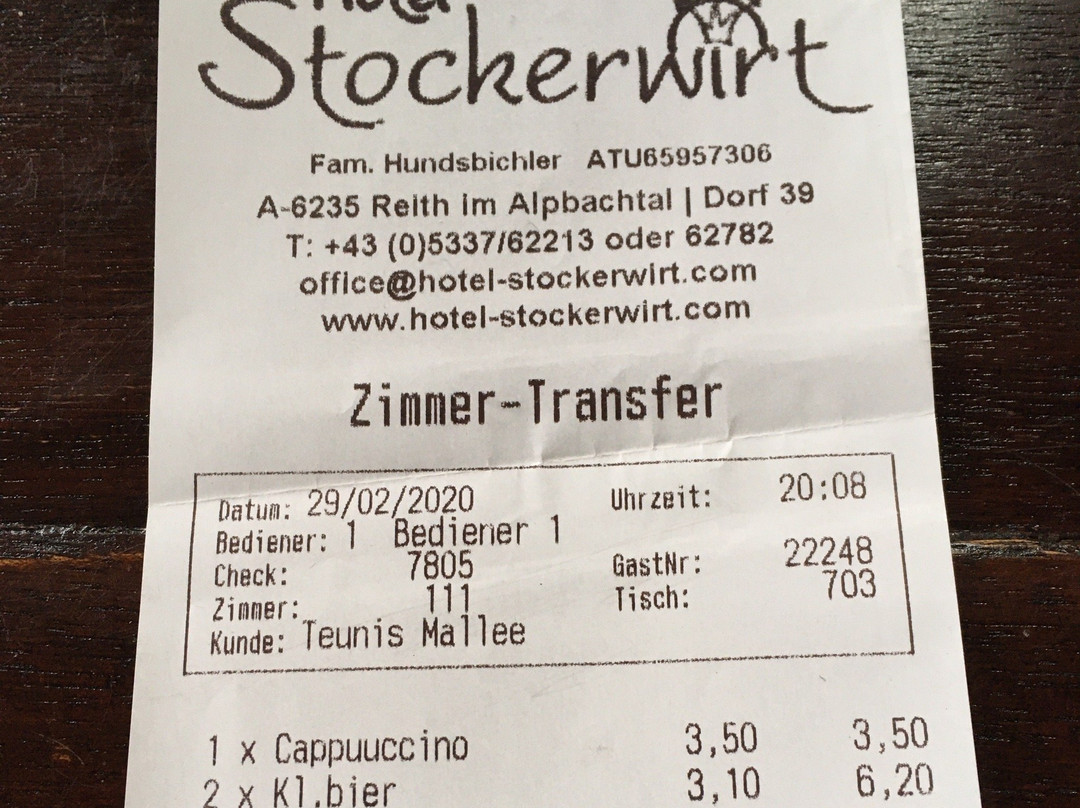 Hotel
Stockerwirt
Fam. Hundsbichler ATU65957306
A-6235 Reith im Alpbachtal | Dorf 39
T: +43 (0)5337/62213 oder 62782
office@hotel-stockerwirt.com
www.hotel-stockerwirt.com
Zimmer-Transfer
Datum: 29/02/2020 Uhrzeit: 20:08
Bediener: 1 Bediener 1
Check: 7805 GastNr: 22248
Zimmer: 111 Tisch: 703
Kunde: Teunis Mallee
1 x Cappuuccino 3,50 3,50
2 x Kl.bier 3,10 6,20